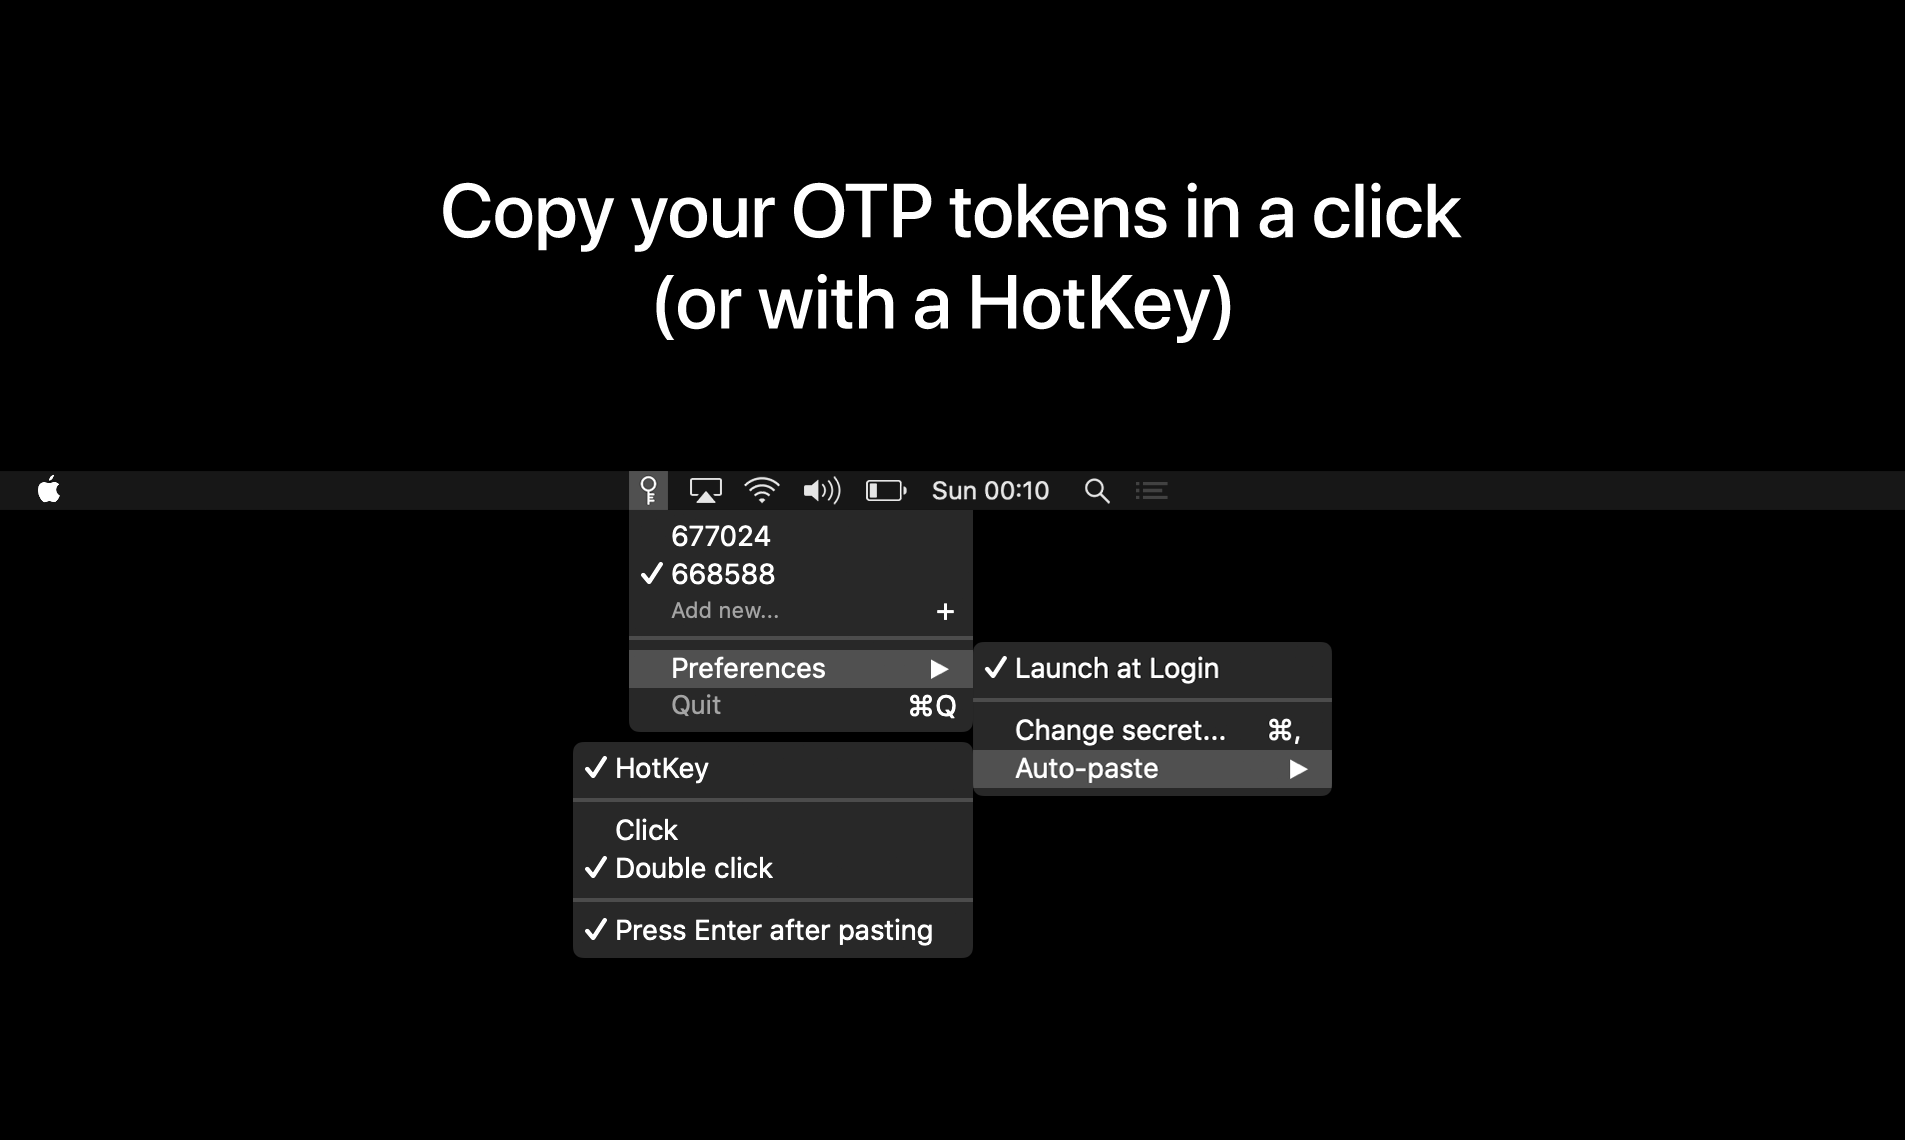 Copy your OTP tokens in a click
(or with a HotKey)
Sun 00:10
677024
✓ 668588
Add new... +
Preferences ▶
Quit ⌘Q
✓ Launch at Login
Change secret... ⌘,
Auto-paste ▶
✓ HotKey
Click
✓ Double click
✓ Press Enter after pasting